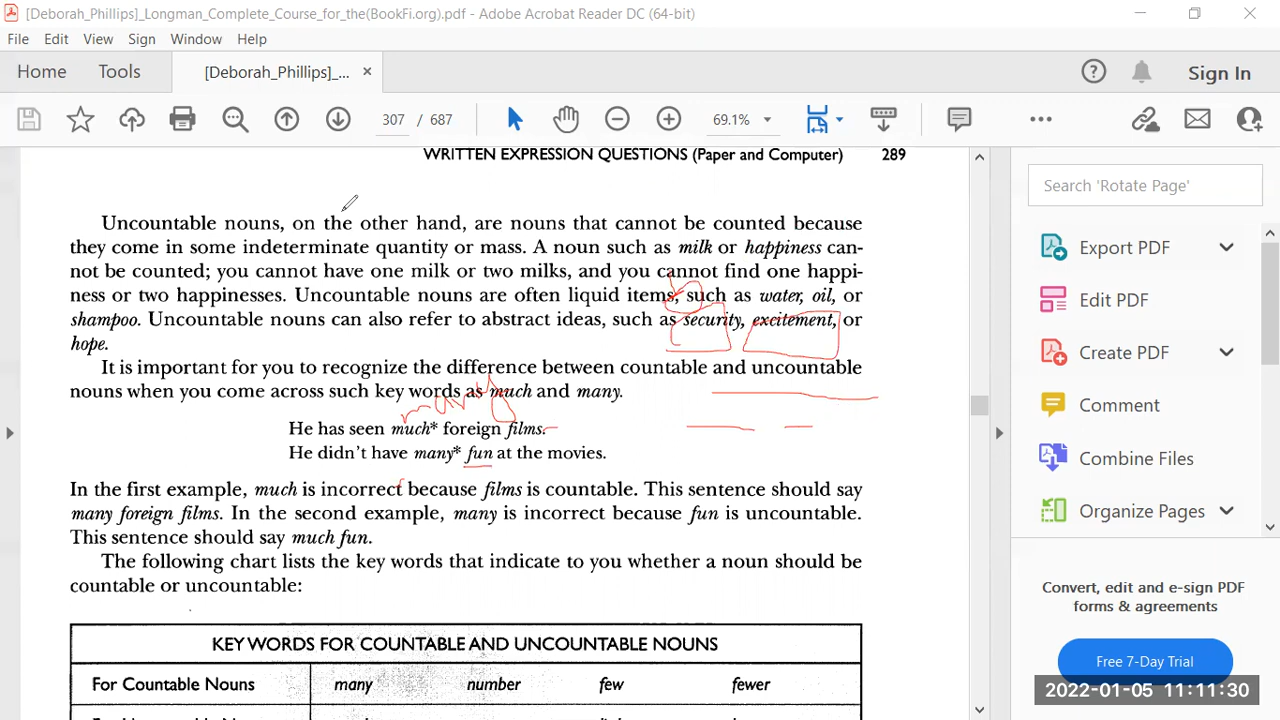 [Deborah_Phillips]_Longman_Complete_Course_for_the(BookFi.org).pdf - Adobe Acrobat Reader DC (64-bit)
File Edit View Sign Window Help
Home Tools [Deborah_Phillips]_... × Sign In
307 / 687 69.1%
WRITTEN EXPRESSION QUESTIONS (Paper and Computer) 289
Search 'Rotate Page'
Uncountable nouns, on the other hand, are nouns that cannot be counted because
they come in some indeterminate quantity or mass. A noun such as milk or happiness can-
not be counted; you cannot have one milk or two milks, and you cannot find one happi-
ness or two happinesses. Uncountable nouns are often liquid items, such as water, oil, or
shampoo. Uncountable nouns can also refer to abstract ideas, such as security, excitement, or
hope.
It is important for you to recognize the difference between countable and uncountable
nouns when you come across such key words as much and many.
many
He has seen much* foreign films.
He didn't have many* fun at the movies.
In the first example, much is incorrect because films is countable. This sentence should say
many foreign films. In the second example, many is incorrect because fun is uncountable.
This sentence should say much fun.
The following chart lists the key words that indicate to you whether a noun should be
countable or uncountable:
KEY WORDS FOR COUNTABLE AND UNCOUNTABLE NOUNS
For Countable Nouns many number few fewer
Export PDF
Edit PDF
Create PDF
Comment
Combine Files
Organize Pages
Convert, edit and e-sign PDF
forms & agreements
Free 7-Day Trial
2022-01-05 11:11:30